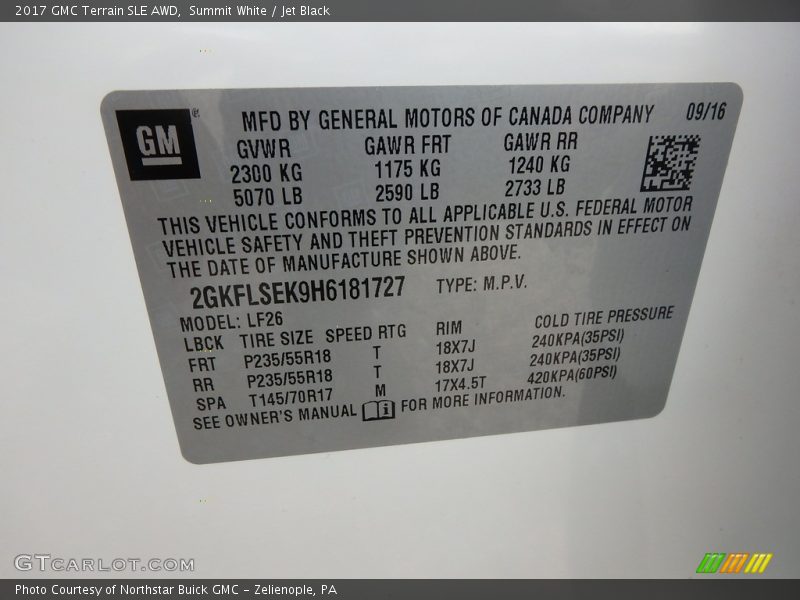 2017 GMC Terrain SLE AWD, Summit White / Jet Black
GM ®
MFD BY GENERAL MOTORS OF CANADA COMPANY 09/16
GVWR GAWR FRT GAWR RR
2300 KG 1175 KG 1240 KG
5070 LB 2590 LB 2733 LB
THIS VEHICLE CONFORMS TO ALL APPLICABLE U.S. FEDERAL MOTOR
VEHICLE SAFETY AND THEFT PREVENTION STANDARDS IN EFFECT ON
THE DATE OF MANUFACTURE SHOWN ABOVE.
2GKFLSEK9H6181727 TYPE: M.P.V.
MODEL: LF26
LBCK TIRE SIZE SPEED RTG RIM COLD TIRE PRESSURE
FRT P235/55R18 T 18X7J 240KPA(35PSI)
RR P235/55R18 T 18X7J 240KPA(35PSI)
SPA T145/70R17 M 17X4.5T 420KPA(60PSI)
SEE OWNER'S MANUAL i FOR MORE INFORMATION.
GTCARLOT.COM
Photo Courtesy of Northstar Buick GMC - Zelienople, PA